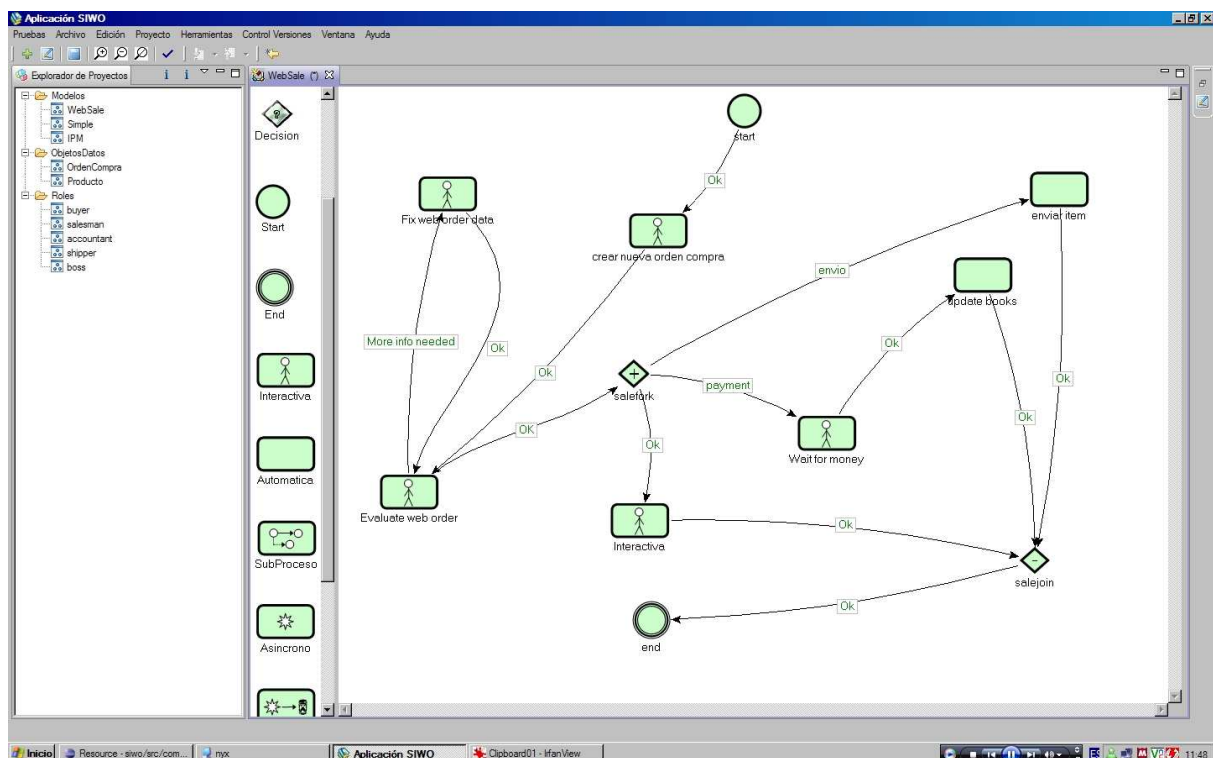 Aplicación SIWO
Pruebas Archivo Edición Proyecto Herramientas Control Versiones Ventana Ayuda
Explorador de Proyectos
WebSale (*)
Modelos
WebSale
Simple
IPM
ObjetosDatos
OrdenCompra
Producto
Roles
buyer
salesman
accountant
shipper
boss
Decision
Start
End
Interactiva
Automatica
SubProceso
Asincrono
start
Ok
Fix web order data
crear nueva orden compra
enviar item
envio
update books
More info needed
Ok
Ok
Ok
salefork
payment
Ok
OK
Ok
Ok
Wait for money
Evaluate web order
Interactiva
Ok
salejoin
Ok
end
Inicio
Resource - siwo/src/com...
nyx
Aplicación SIWO
Clipboard01 - IrfanView
ES
11:48